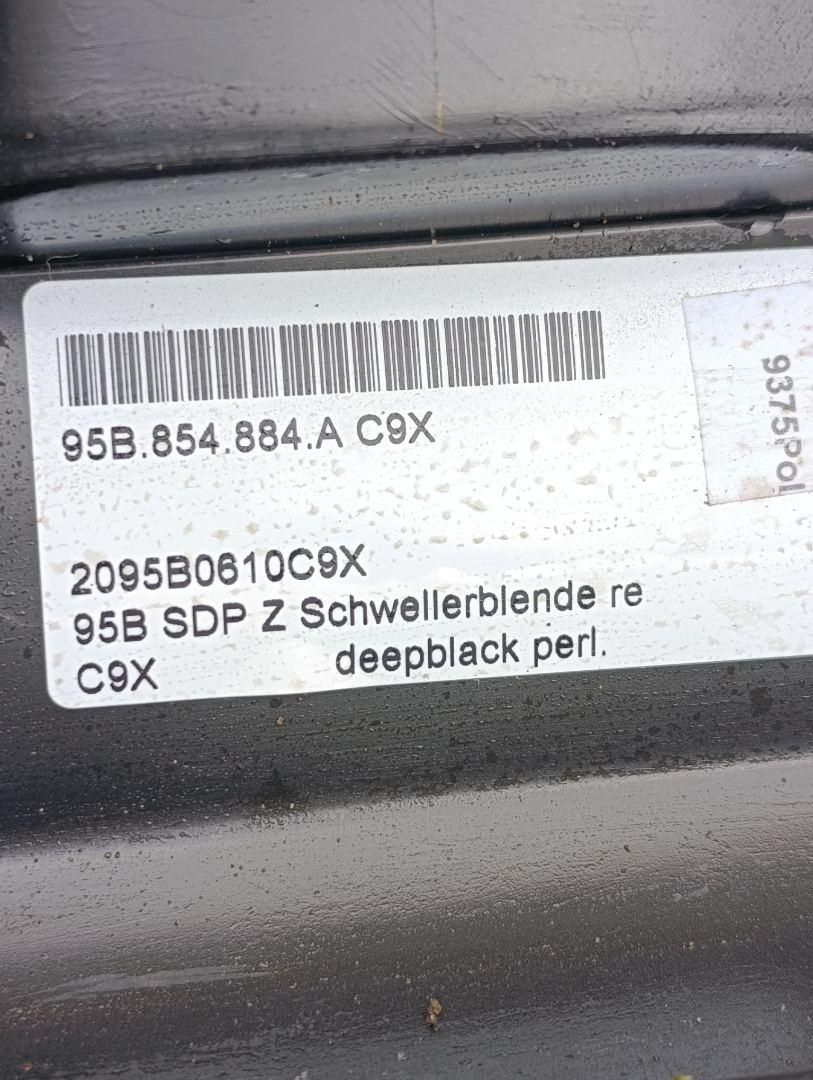 95B.854.884.A C9X
9375Pol
2095B0610C9X
95B SDP Z Schwellerblende re
C9X deepblack perl.